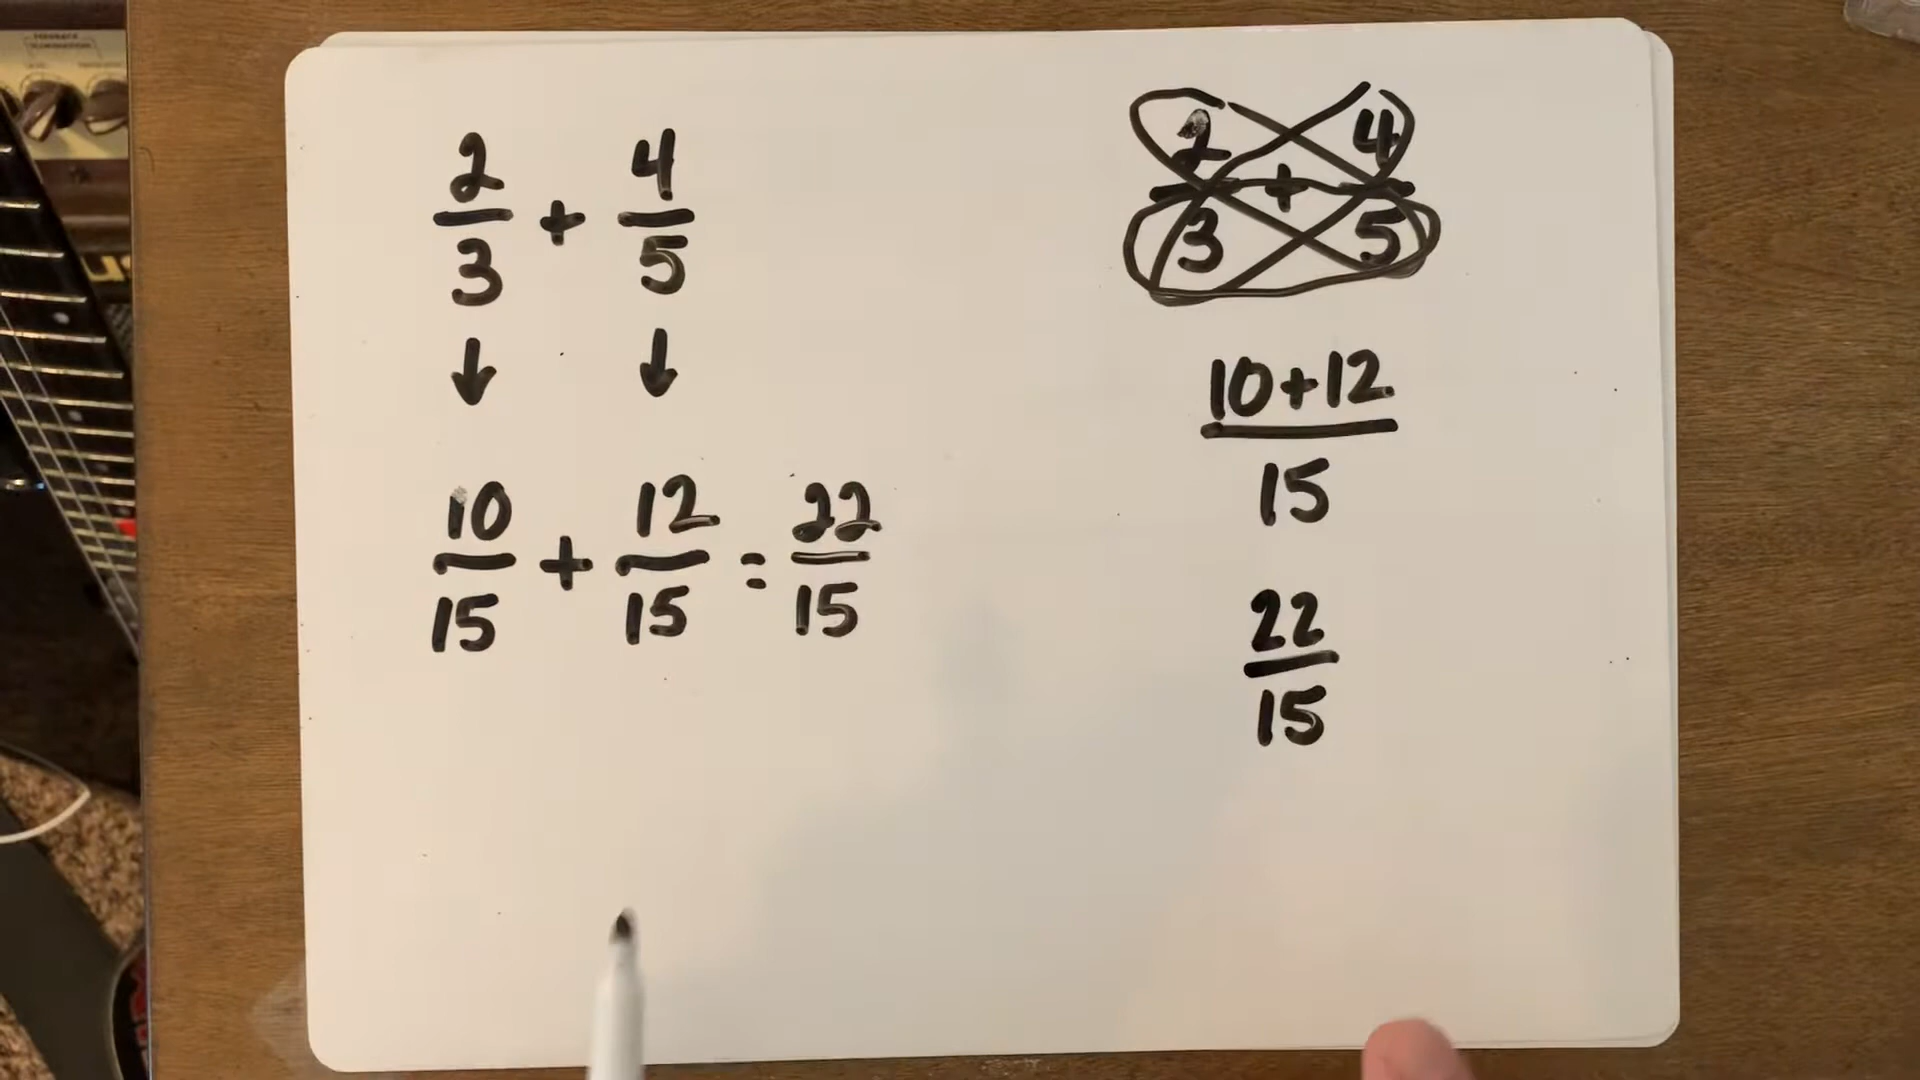 2/3 + 4/5
↓ ↓
10/15 + 12/15 = 22/15
2/3 + 4/5
10+12/15
22/15